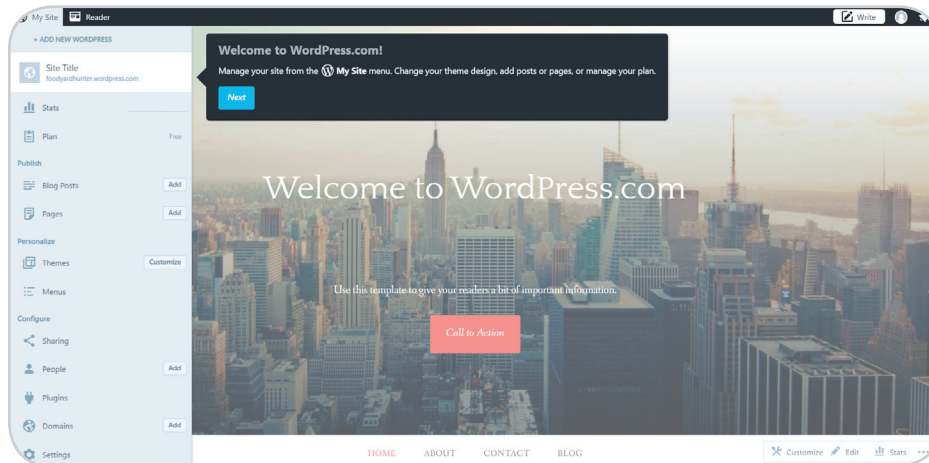 My Site Reader Write
+ ADD NEW WORDPRESS
Site Title
foodyardhunter.wordpress.com
Stats
Plan Free
Publish
Blog Posts Add
Pages Add
Personalize
Themes Customize
Menus
Configure
Sharing
People Add
Plugins
Domains Add
Settings
Welcome to WordPress.com!
Manage your site from the My Site menu. Change your theme design, add posts or pages, or manage your plan.
Next
Welcome to WordPress.com
Use this template to give your readers a bit of important information.
Call to Action
HOME ABOUT CONTACT BLOG
Customize Edit Stats